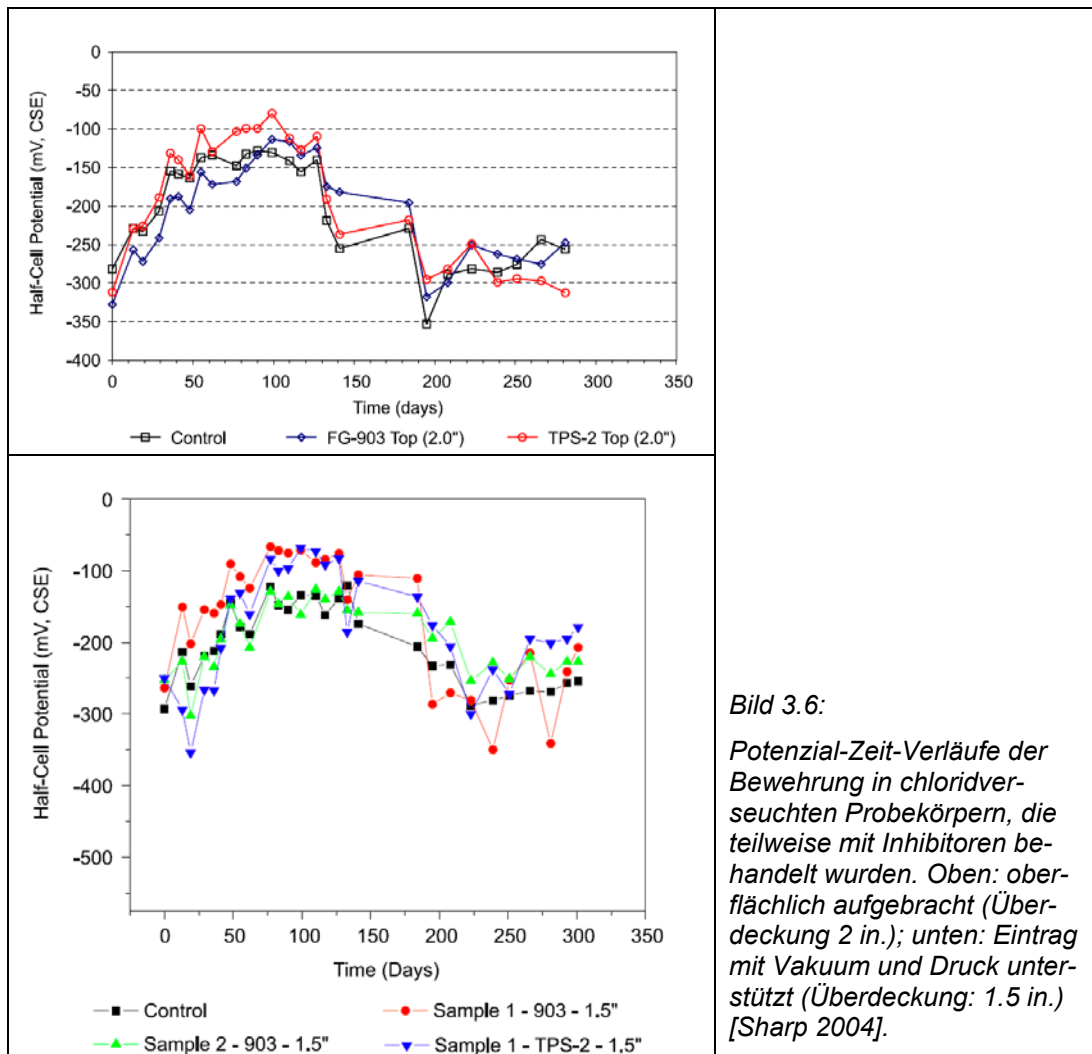 0
-50
-100
-150
-200
-250
-300
-350
-400
Half-Cell Potential (mV, CSE)
0 50 100 150 200 250 300 350
Time (days)
Control FG-903 Top (2.0") TPS-2 Top (2.0")
0
-100
-200
-300
-400
-500
Half-Cell Potential (mV, CSE)
0 50 100 150 200 250 300 350
Time (Days)
Control Sample 1 - 903 - 1.5"
Sample 2 - 903 - 1.5" Sample 1 - TPS-2 - 1,5"
Bild 3.6:
Potenzial-Zeit-Verläufe der
Bewehrung in chloridver-
seuchten Probekörpern, die
teilweise mit Inhibitoren be-
handelt wurden. Oben: ober-
flächlich aufgebracht (Über-
deckung 2 in.); unten: Eintrag
mit Vakuum und Druck unter-
stützt (Überdeckung: 1.5 in.)
[Sharp 2004].